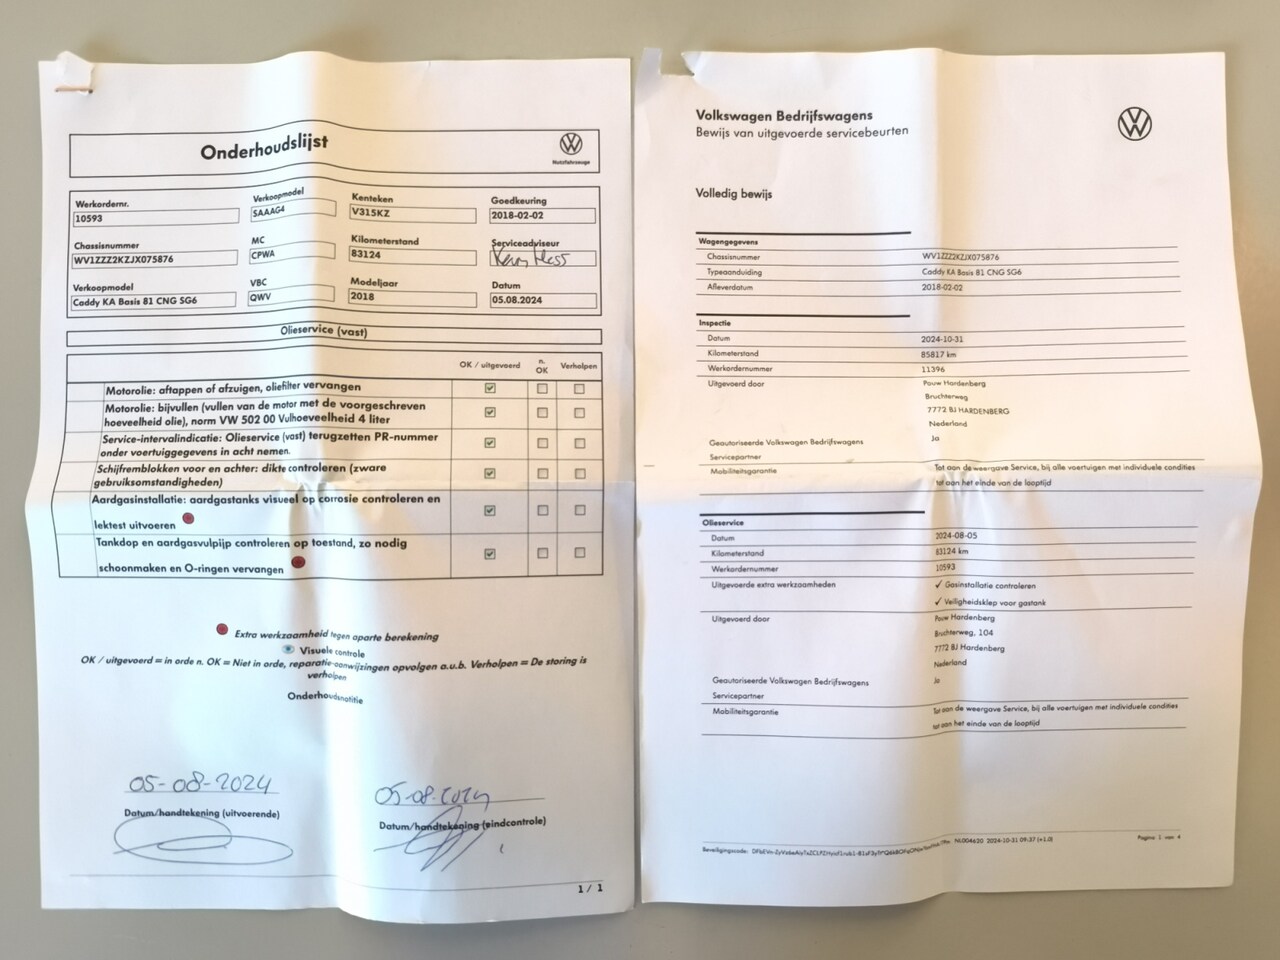 Onderhoudslijst
Nutzfahrzeuge
Werkordernr.
10593
Verkoopmodel
SAAAG4
Kenteken
V315KZ
Goedkeuring
2018-02-02
Chassisnummer
WV1ZZZ2KZJX075876
MC
CPWA
Kilometerstand
83124
Serviceadviseur
Verkoopmodel
Caddy KA Basis 81 CNG SG6
VBC
QWV
Modeljaar
2018
Datum
05.08.2024
Olieservice (vast)
OK / uitgevoerd
n. OK
Verholpen
Motorolie: aftappen of afzuigen, oliefilter vervangen
Motorolie: bijvullen (vullen van de motor met de voorgeschreven
hoeveelheid olie), norm VW 502 00 Vulhoeveelheid 4 liter
Service-intervalindicatie: Olieservice (vast) terugzetten PR-nummer
onder voertuiggegevens in acht nemen.
Schijfremblokken voor en achter: dikte controleren (zware
gebruiksomstandigheden)
Aardgasinstallatie: aardgastanks visueel op corrosie controleren en
lektest uitvoeren
Tankdop en aardgasvulpijp controleren op toestand, zo nodig
schoonmaken en O-ringen vervangen
Extra werkzaamheid tegen aparte berekening
Visuele controle
OK / uitgevoerd = in orde n. OK = Niet in orde, reparatie-aanwijzingen opvolgen a.u.b. Verholpen = De storing is
verholpen
Onderhoudsnotitie
05-08-2024
Datum/handtekening (uitvoerende)
05-08-2024
Datum/handtekening (eindcontrole)
1 / 1
Volkswagen Bedrijfswagens
Bewijs van uitgevoerde servicebeurten
Volledig bewijs
Wagengegevens
Chassisnummer WV1ZZZ2KZJX075876
Typeaanduiding Caddy KA Basis 81 CNG SG6
Afleverdatum 2018-02-02
Inspectie
Datum 2024-10-31
Kilometerstand 85817 km
Werkordernummer 11396
Uitgevoerd door Pouw Hardenberg
Bruchterweg
7772 BJ HARDENBERG
Nederland
Geautoriseerde Volkswagen Bedrijfswagens Ja
Servicepartner
Mobiliteitsgarantie Tot aan de weergave Service, bij alle voertuigen met individuele condities
tot aan het einde van de looptijd
Olieservice
Datum 2024-08-05
Kilometerstand 83124 km
Werkordernummer 10593
Uitgevoerde extra werkzaamheden ✓ Gasinstallatie controleren
✓ Veiligheidsklep voor gastank
Uitgevoerd door Pouw Hardenberg
Bruchterweg, 104
7772 BJ Hardenberg
Nederland
Geautoriseerde Volkswagen Bedrijfswagens Ja
Servicepartner
Mobiliteitsgarantie Tot aan de weergave Service, bij alle voertuigen met individuele condities
tot aan het einde van de looptijd
Beveiligingscode: NL004620 2024-10-31 09:37 (+1.0)
Pagina 1 van 4